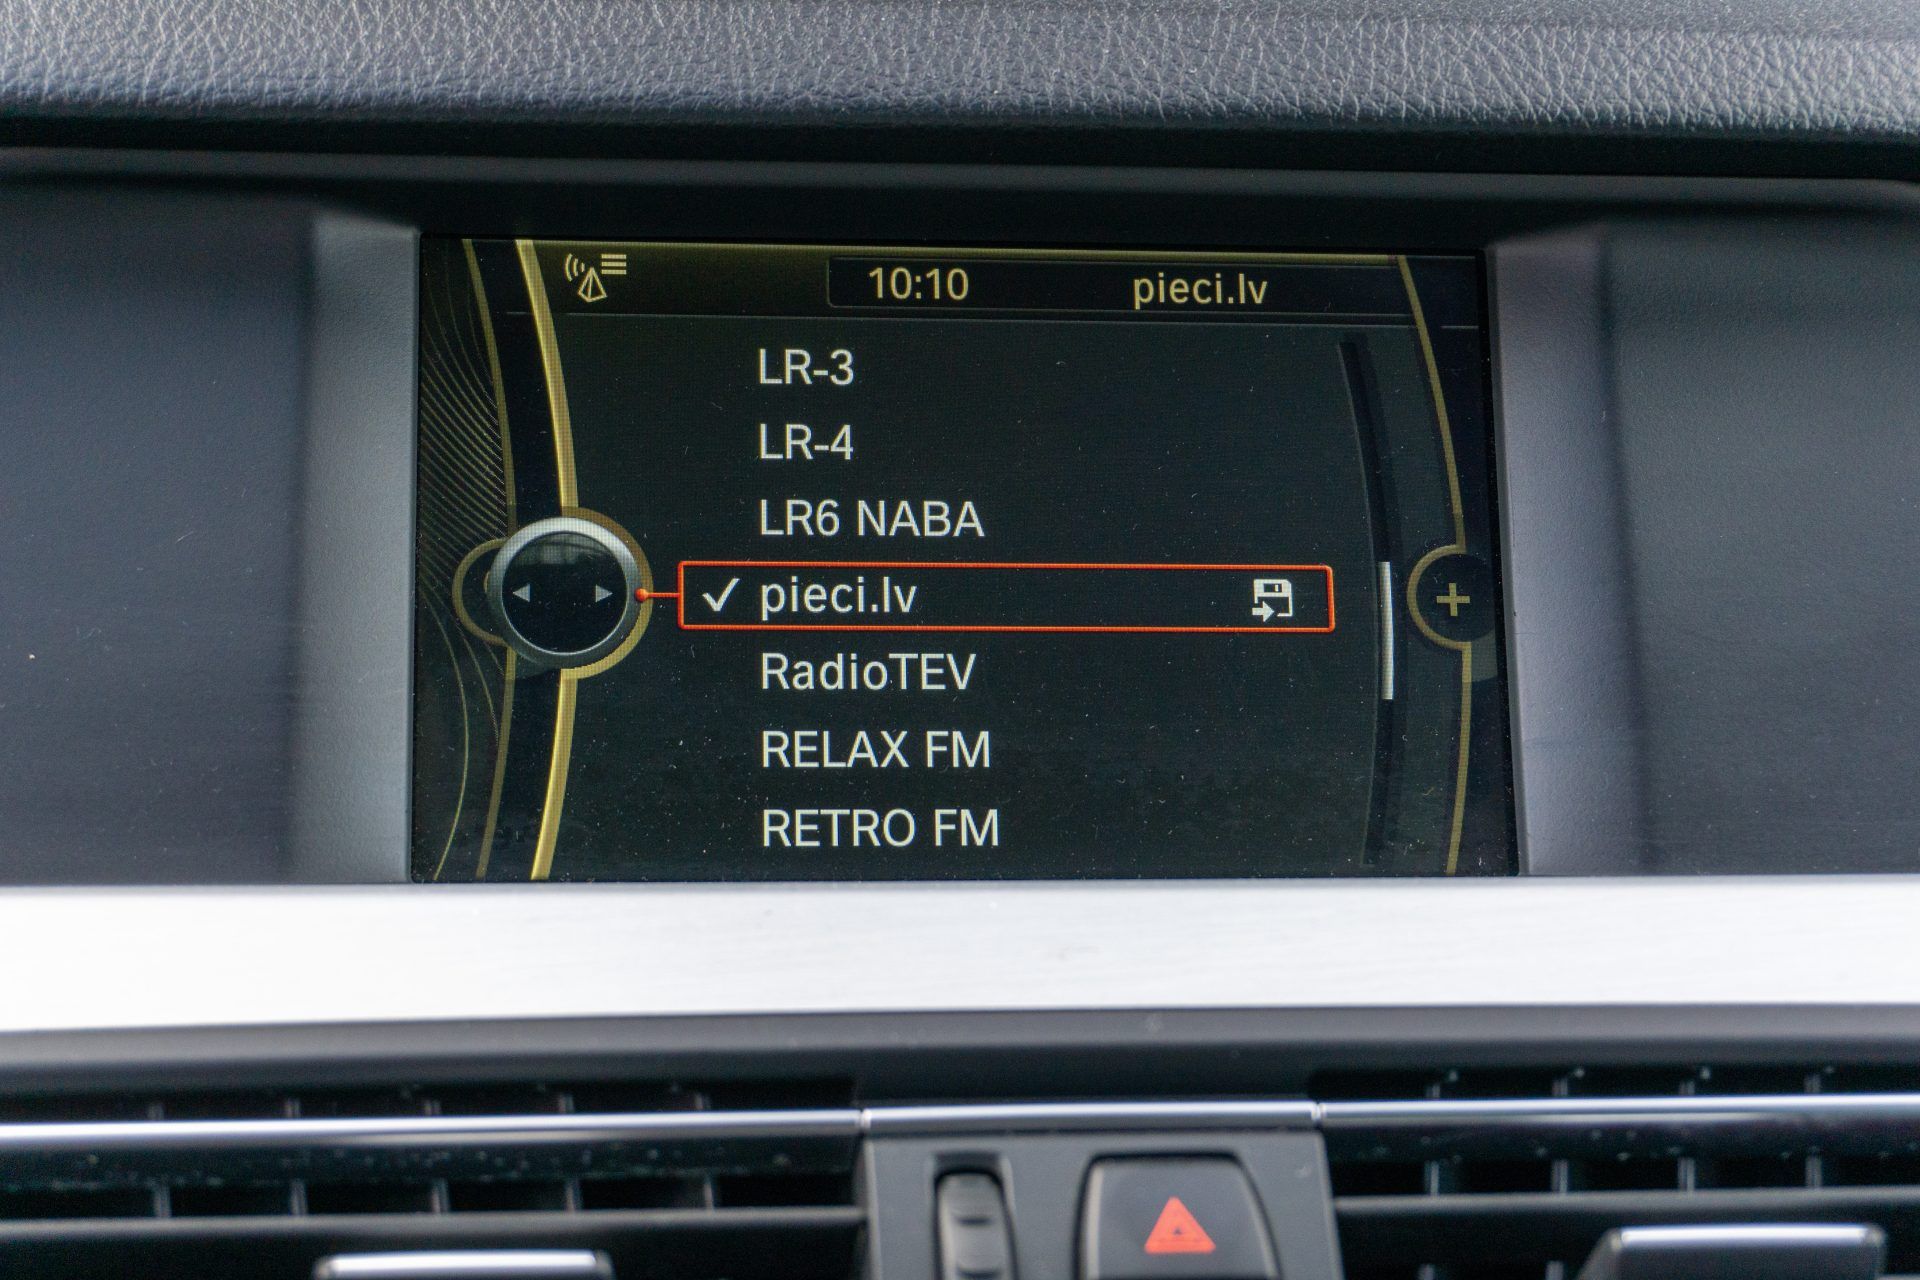 10:10 pieci.lv
LR-3
LR-4
LR6 NABA
pieci.lv
RadioTEV
RELAX FM
RETRO FM